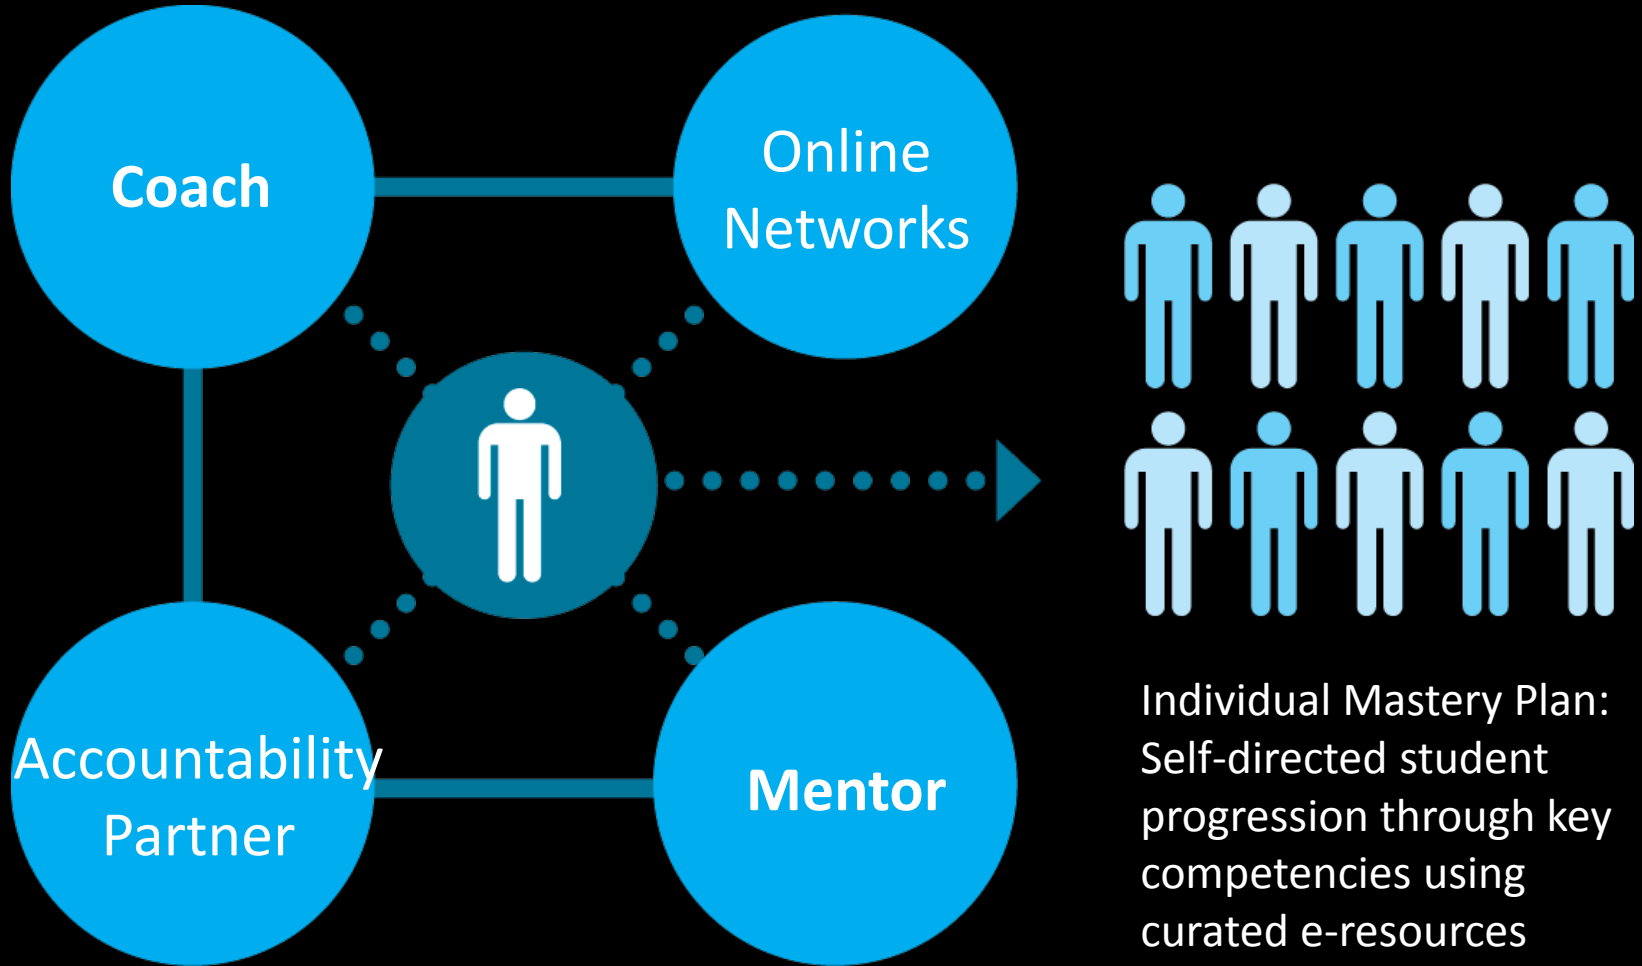 Coach
Online
Networks
Accountability
Partner
Mentor
Individual Mastery Plan:
Self-directed student
progression through key
competencies using
curated e-resources